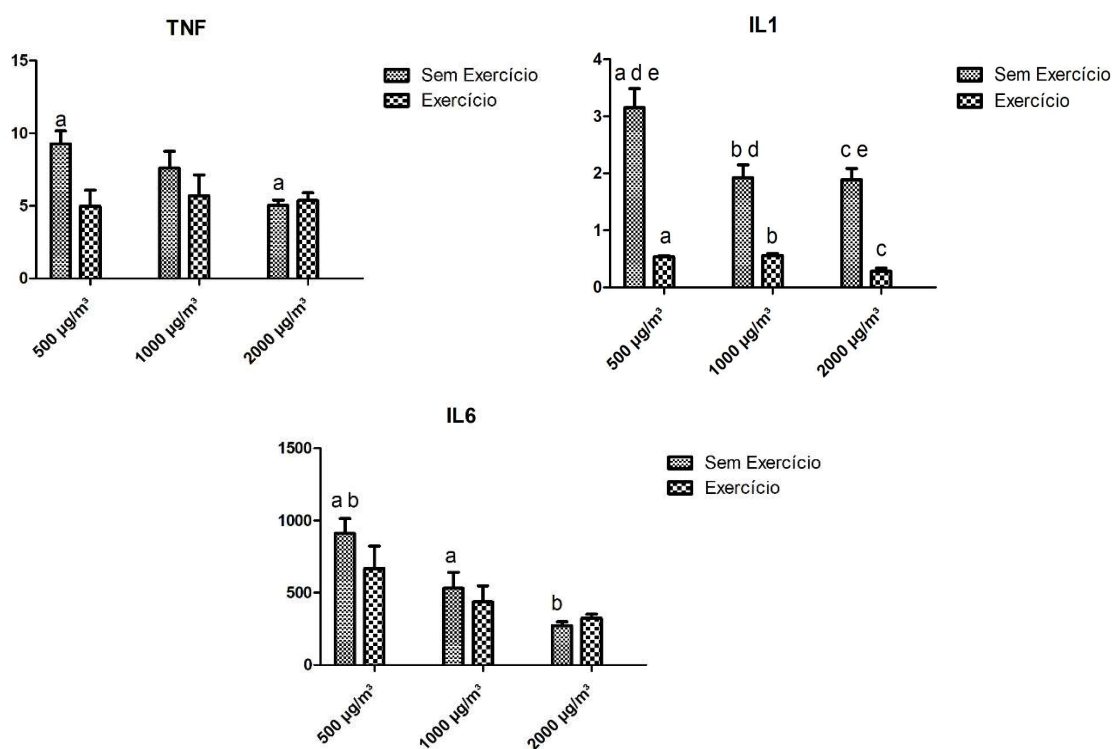 TNF
15
10
5
0
a
a
Sem Exercício
Exercício
500 µg/m³
1000 µg/m³
2000 µg/m³
IL1
4
3
2
1
0
a d e
a
b d
b
c e
c
Sem Exercício
Exercício
500 µg/m³
1000 µg/m³
2000 µg/m³
IL6
1500
1000
500
0
a b
a
b
Sem Exercício
Exercício
500 µg/m³
1000 µg/m³
2000 µg/m³